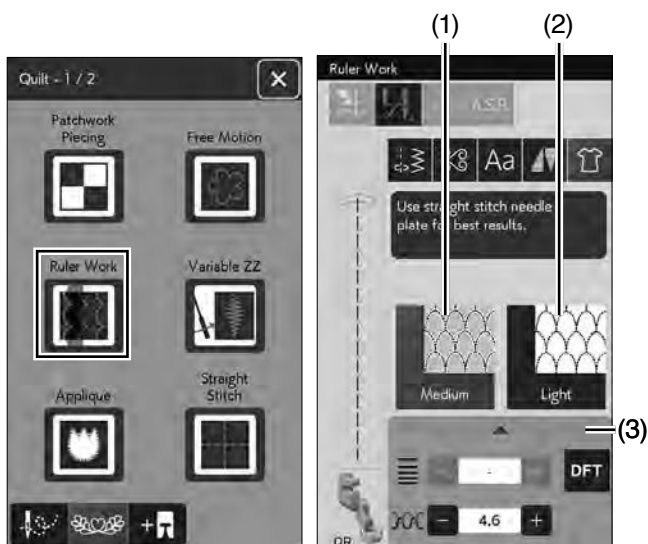 (1) (2)
Quilt - 1 / 2
Patchwork
Piecing
Free Motion
Ruler Work
Variable ZZ
Applique
Straight
Stitch
Ruler Work
A.S.R.
Aa
Use straight stitch needle
plate for best results.
Medium
Light
(3)
-
DFT
- 4.6 +
QR